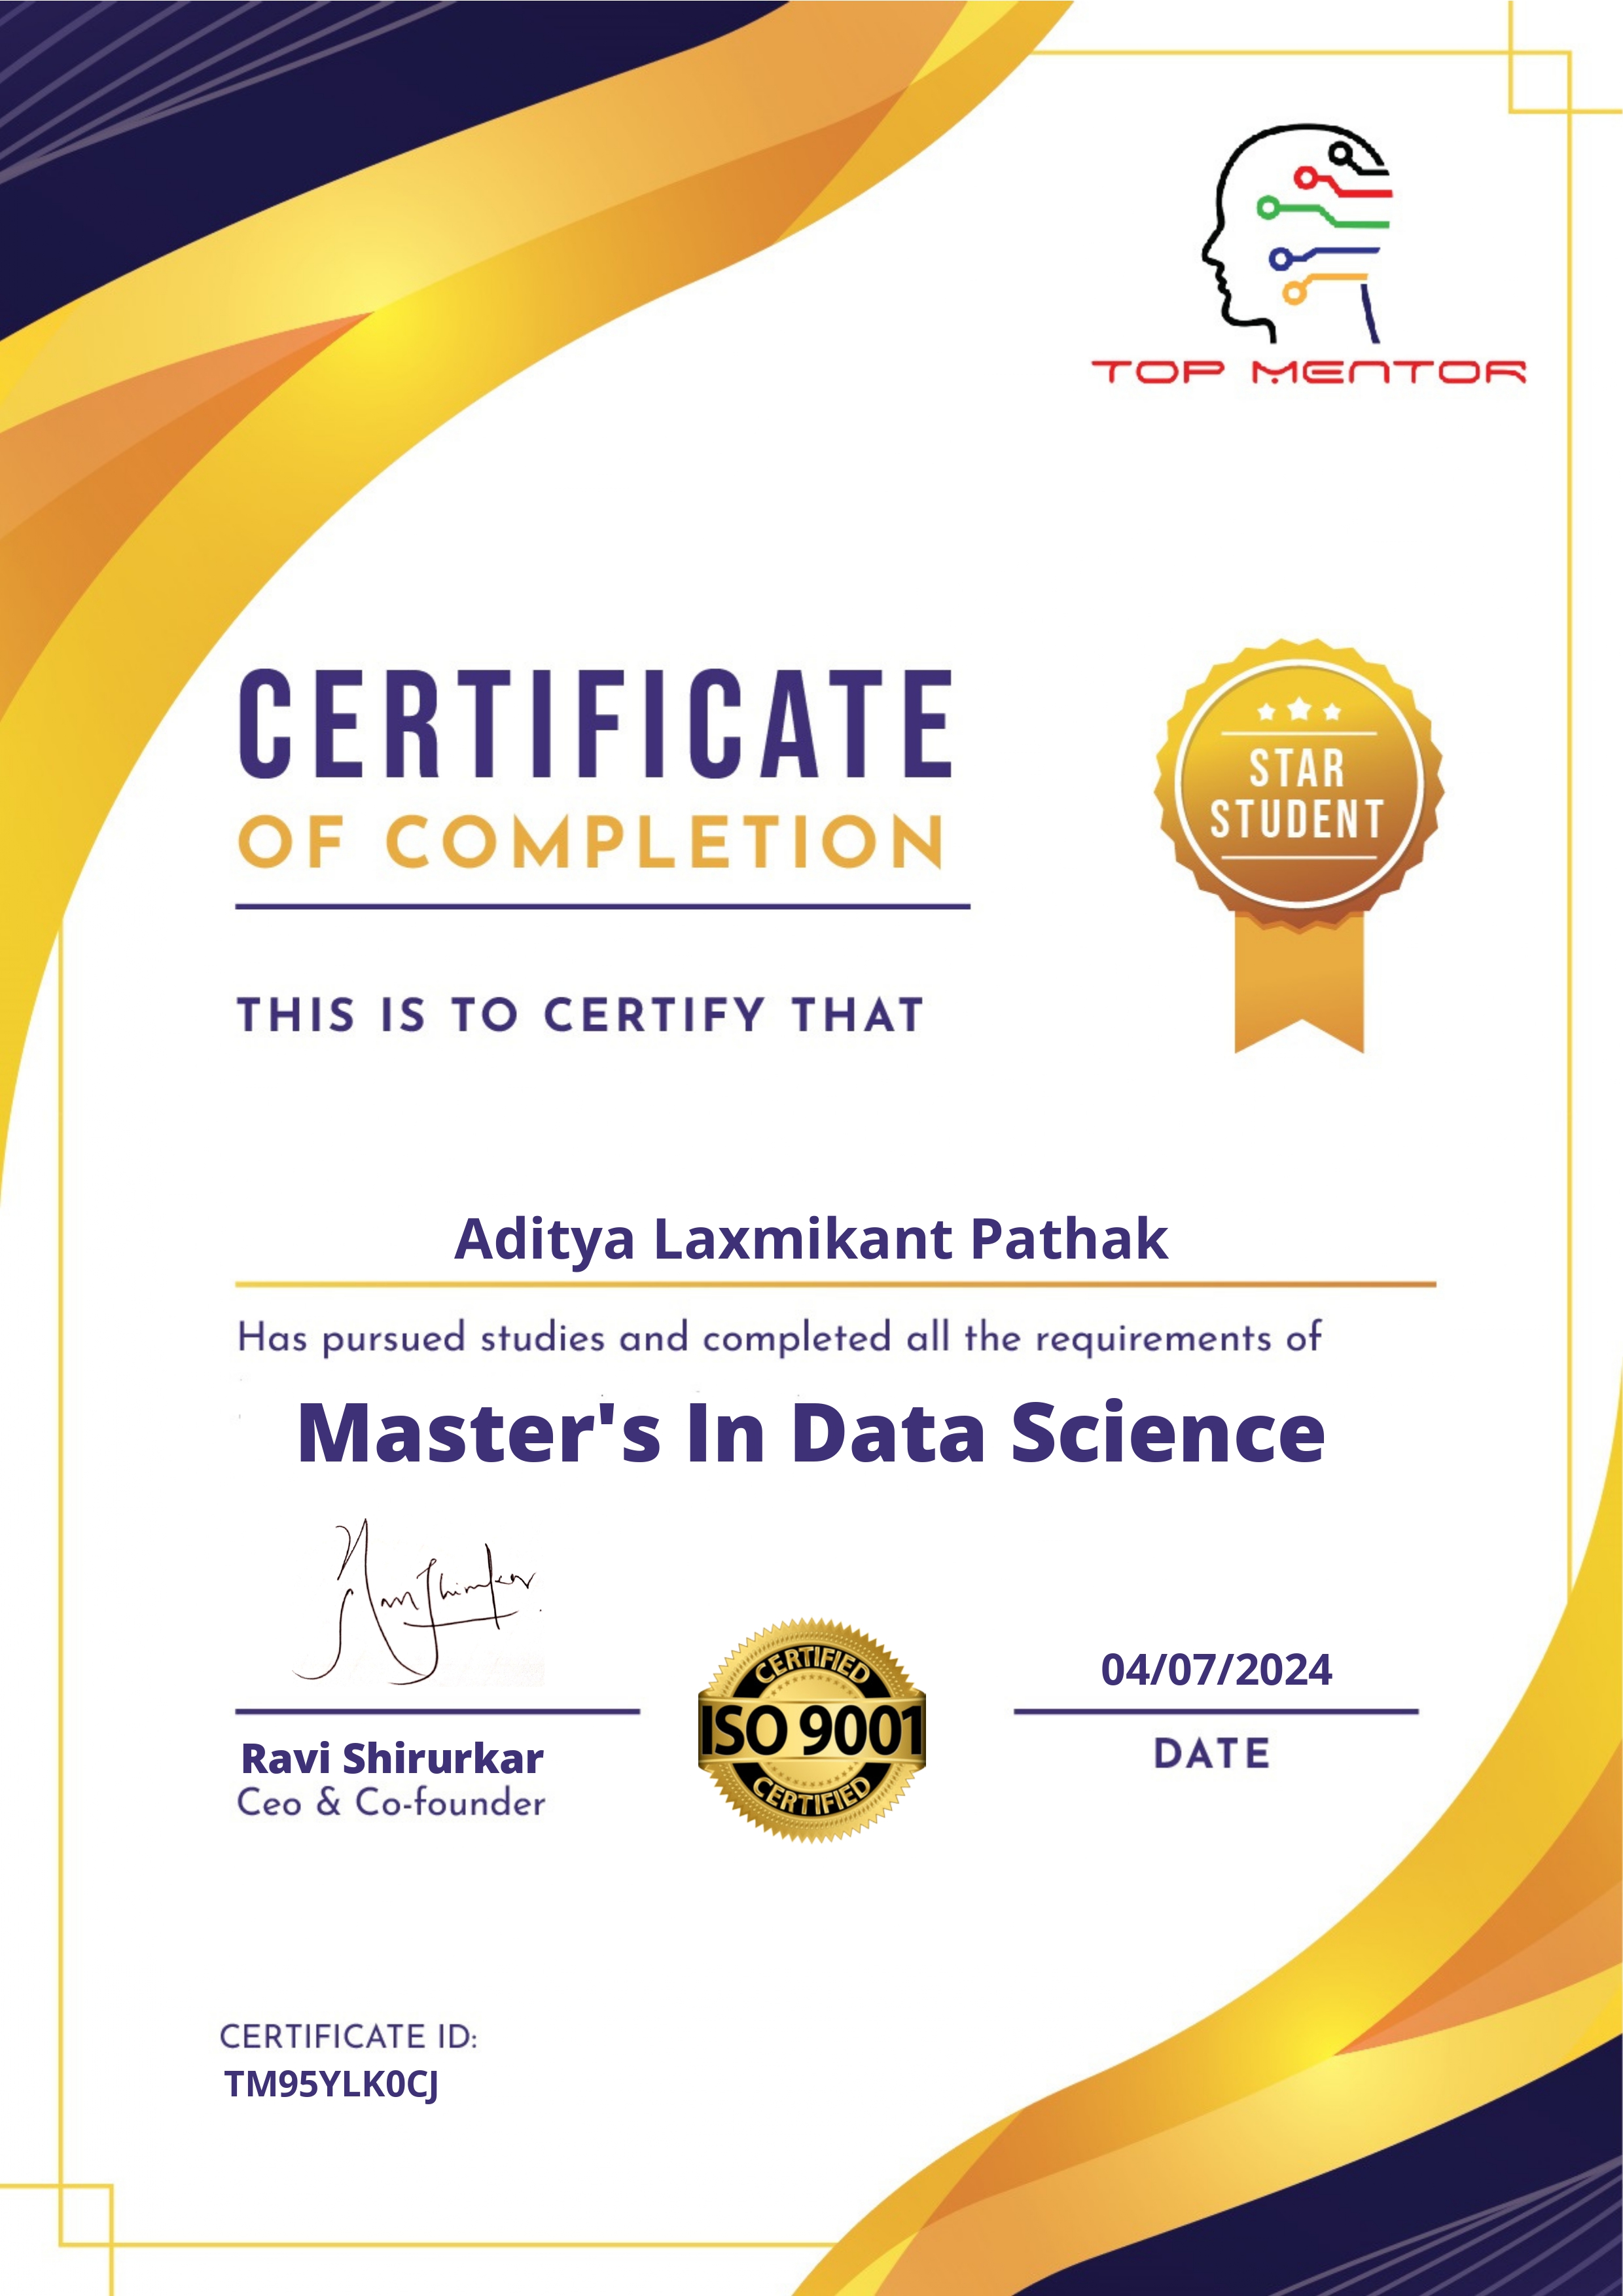 TOP MENTOR
CERTIFICATE
OF COMPLETION
STAR
STUDENT
THIS IS TO CERTIFY THAT
Aditya Laxmikant Pathak
Has pursued studies and completed all the requirements of
Master's In Data Science
CERTIFIED
ISO 9001
CERTIFIED
04/07/2024
DATE
Ravi Shirurkar
Ceo & Co-founder
CERTIFICATE ID:
TM95YLK0CJ